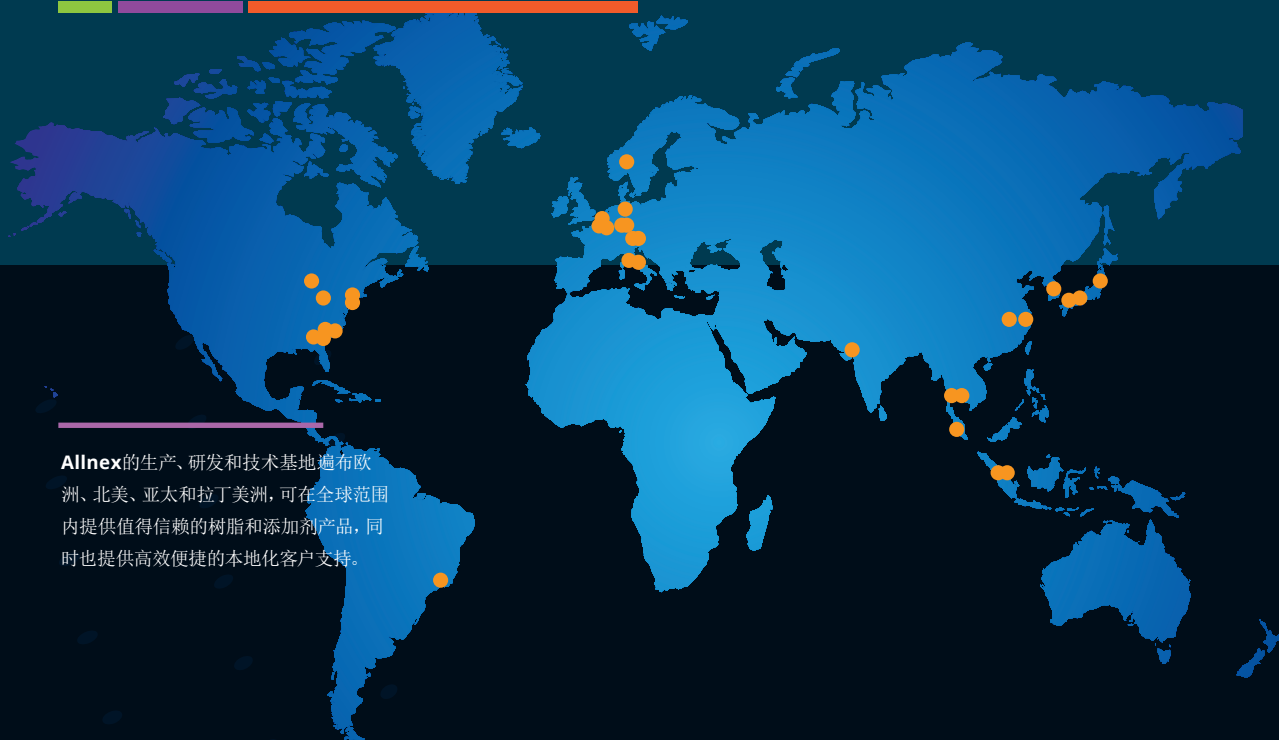 Allnex的生产、研发和技术基地遍布欧
洲、北美、亚太和拉丁美洲，可在全球范围
内提供值得信赖的树脂和添加剂产品，同
时也提供高效便捷的本地化客户支持。